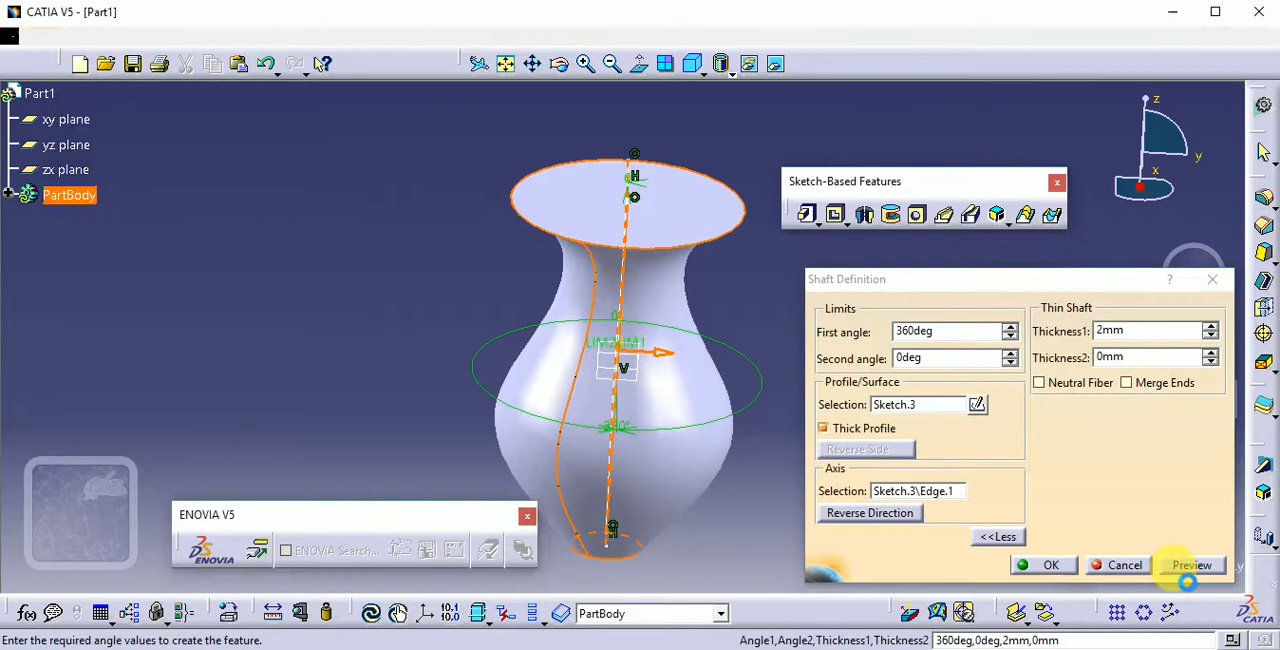 CATIA V5 - [Part1]
Part1
xy plane
yz plane
zx plane
PartBody
z
y
x
H
V
LIM2LIM1
Sketch-Based Features
Shaft Definition
?
Limits
First angle: 360deg
Second angle: 0deg
Profile/Surface
Selection: Sketch.3
Thick Profile
Reverse Side
Axis
Selection: Sketch.3\Edge.1
Reverse Direction
<<Less
Thin Shaft
Thickness1: 2mm
Thickness2: 0mm
Neutral Fiber
Merge Ends
OK
Cancel
Preview
ENOVIA V5
ENOVIA Search...
PartBody
CATIA
Enter the required angle values to create the feature.
Angle1,Angle2,Thickness1,Thickness2
360deg,0deg,2mm,0mm